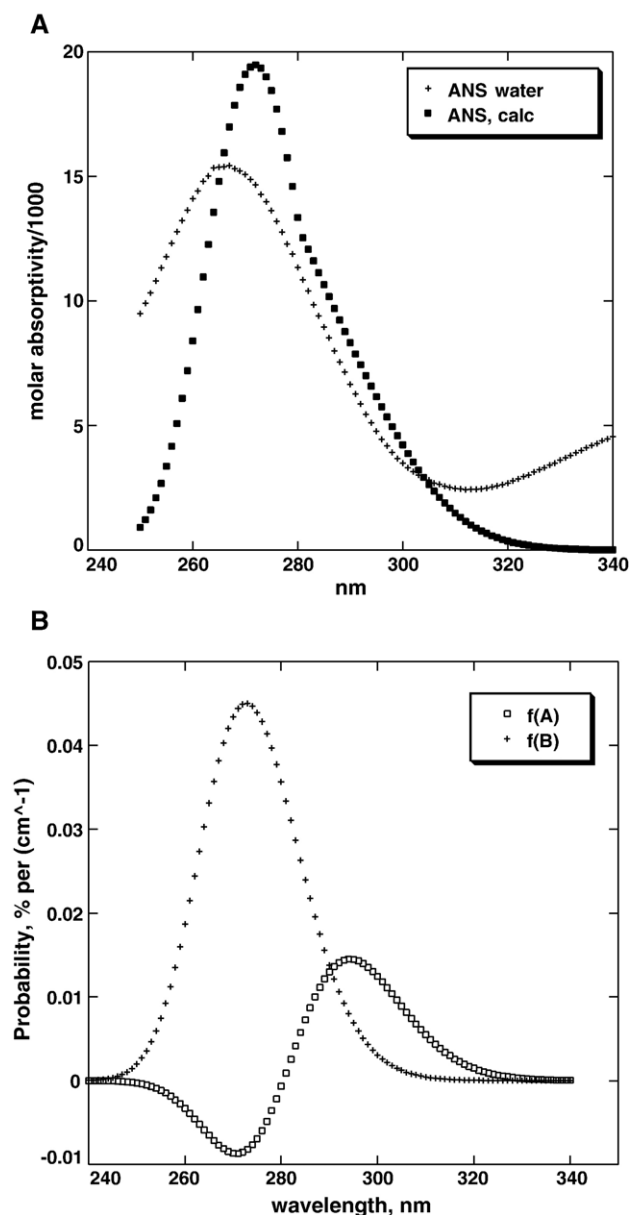 A
molar absorptivity/1000
20
15
10
5
0
+ ANS water
■ ANS, calc
240 260 280 300 320 340
nm
B
Probability, % per (cm^-1)
0.05
0.04
0.03
0.02
0.01
0
-0.01
□ f(A)
+ f(B)
240 260 280 300 320 340
wavelength, nm